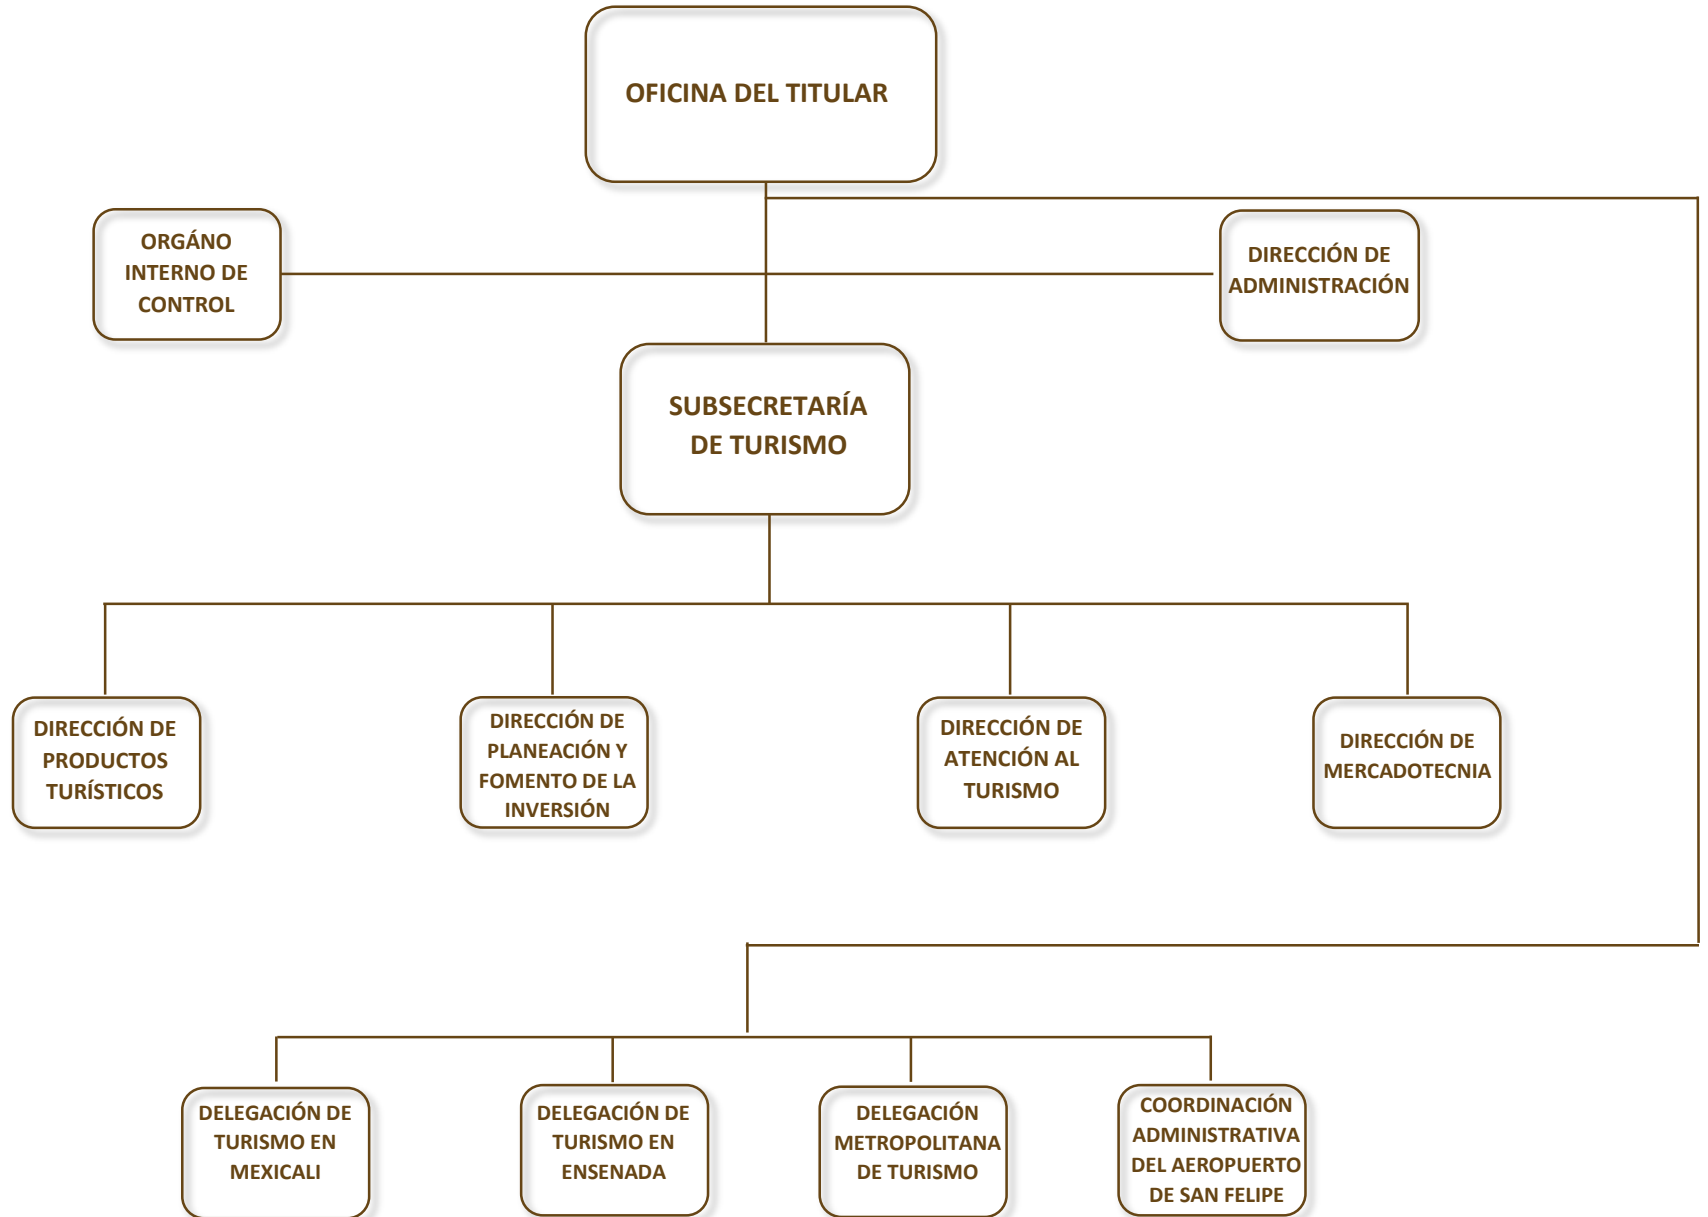 OFICINA DEL TITULAR
ORGÁNO
INTERNO DE
CONTROL
DIRECCIÓN DE
ADMINISTRACIÓN
SUBSECRETARÍA
DE TURISMO
DIRECCIÓN DE
PRODUCTOS
TURÍSTICOS
DIRECCIÓN DE
PLANEACIÓN Y
FOMENTO DE LA
INVERSIÓN
DIRECCIÓN DE
ATENCIÓN AL
TURISMO
DIRECCIÓN DE
MERCADOTECNIA
DELEGACIÓN DE
TURISMO EN
MEXICALI
DELEGACIÓN DE
TURISMO EN
ENSENADA
DELEGACIÓN
METROPOLITANA
DE TURISMO
COORDINACIÓN
ADMINISTRATIVA
DEL AEROPUERTO
DE SAN FELIPE